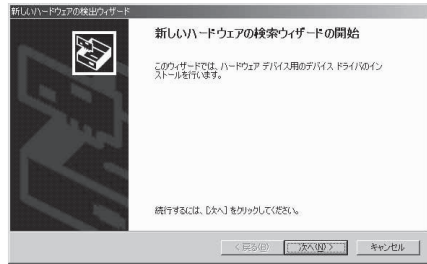 新しいハードウェアの検出ウィザード
新しいハードウェアの検索ウィザードの開始
このウィザードでは、ハードウェア デバイス用のデバイス ドライバのイン
ストールを行います。
続行するには、[次へ] をクリックしてください。
< 戻る(B)
次へ(N) >
キャンセル